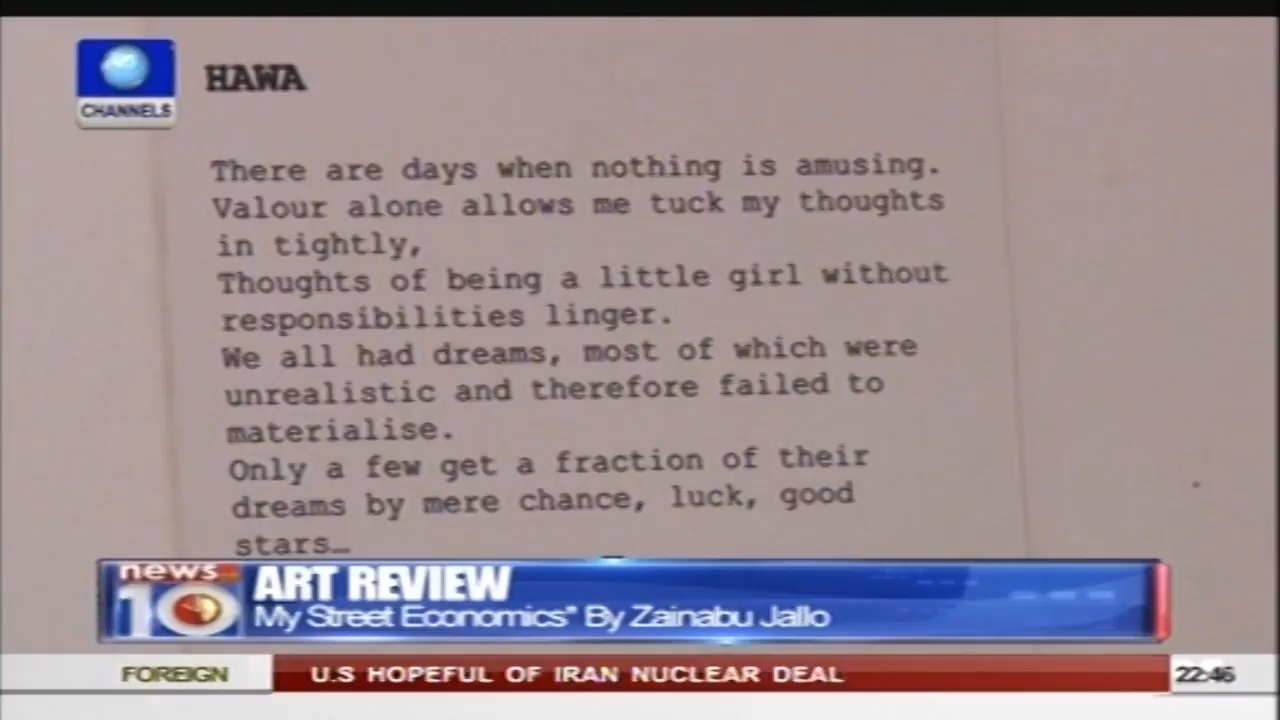 CHANNELS
HAWA
There are days when nothing is amusing.
Valour alone allows me tuck my thoughts
in tightly,
Thoughts of being a little girl without
responsibilities linger.
We all had dreams, most of which were
unrealistic and therefore failed to
materialise.
Only a few get a fraction of their
dreams by mere chance, luck, good
stars…
news 10
ART REVIEW
My Street Economics" By Zainabu Jallo
FOREIGN
U.S HOPEFUL OF IRAN NUCLEAR DEAL
22:46